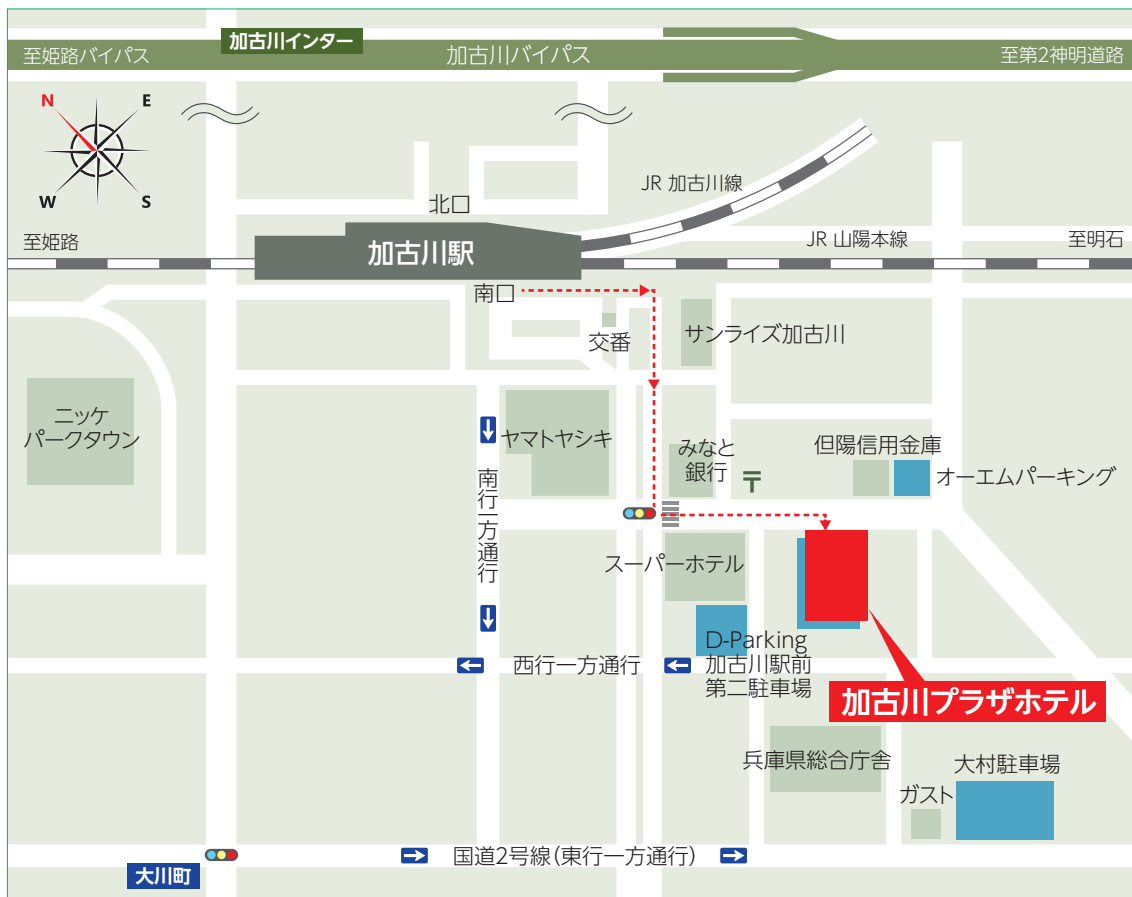 加古川インター
至姫路バイパス
加古川バイパス
至第2神明道路
N
E
W
S
JR 加古川線
北口
至姫路
加古川駅
JR 山陽本線
至明石
南口
交番
サンライズ加古川
ニッケ
パークタウン
ヤマトヤシキ
みなと
銀行
〒
但陽信用金庫
オーエムパーキング
南行一方通行
スーパーホテル
D-Parking
加古川駅前
第二駐車場
西行一方通行
加古川プラザホテル
兵庫県総合庁舎
大村駐車場
ガスト
国道2号線(東行一方通行)
大川町